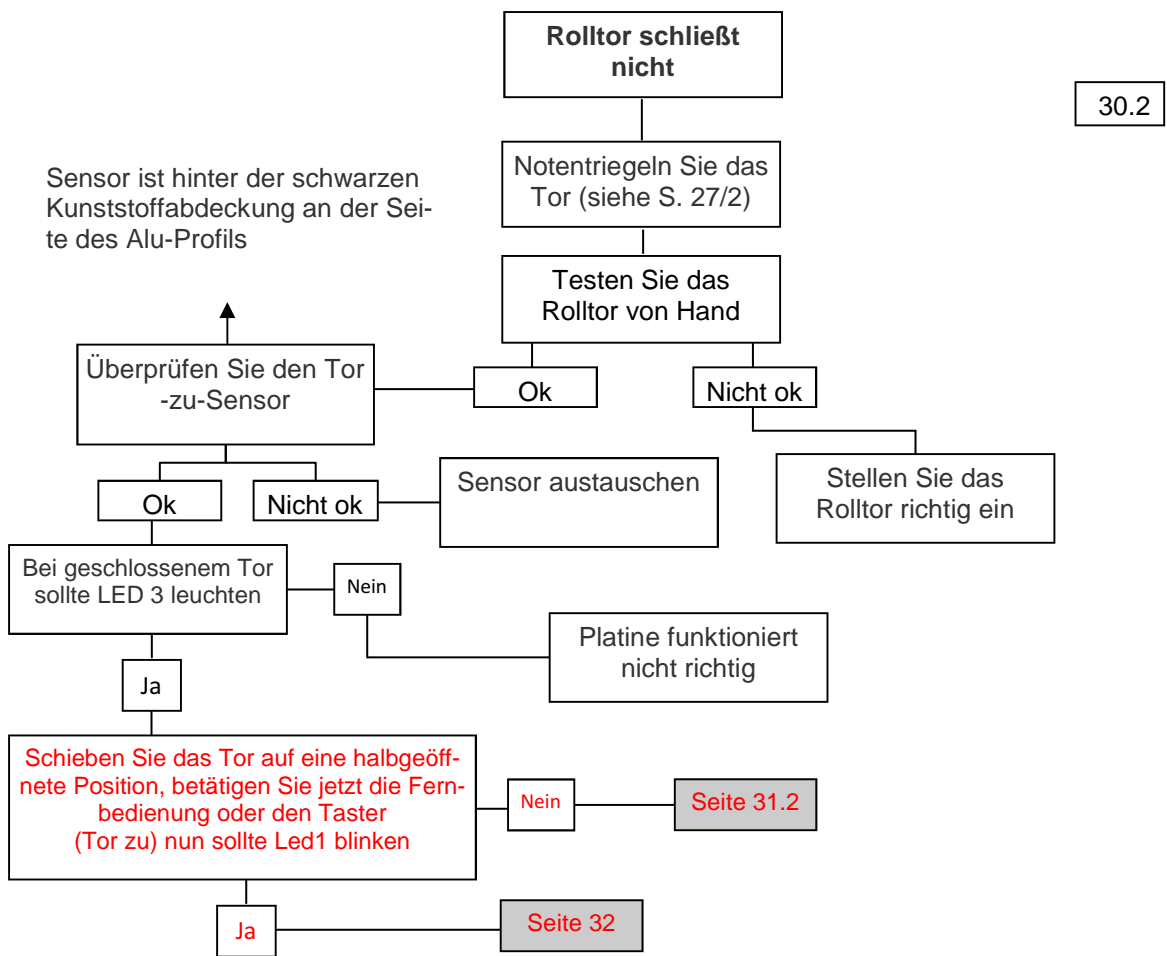 Rolltor schließt
nicht
30.2
Notentriegeln Sie das
Tor (siehe S. 27/2)
Sensor ist hinter der schwarzen
Kunststoffabdeckung an der Sei-
te des Alu-Profils
Testen Sie das
Rolltor von Hand
Überprüfen Sie den Tor
-zu-Sensor
Ok
Nicht ok
Ok
Nicht ok
Sensor austauschen
Stellen Sie das
Rolltor richtig ein
Bei geschlossenem Tor
sollte LED 3 leuchten
Nein
Platine funktioniert
nicht richtig
Ja
Schieben Sie das Tor auf eine halbgeöff-
nete Position, betätigen Sie jetzt die Fern-
bedienung oder den Taster
(Tor zu) nun sollte Led1 blinken
Nein
Seite 31.2
Ja
Seite 32